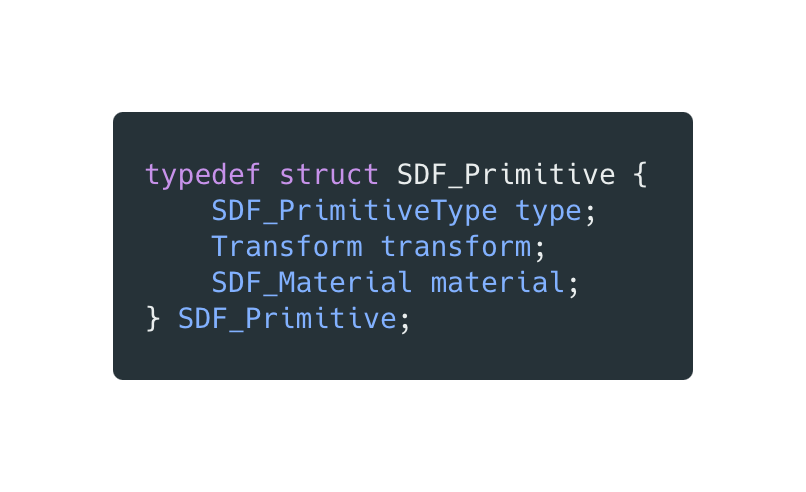 typedef struct SDF_Primitive {
    SDF_PrimitiveType type;
    Transform transform;
    SDF_Material material;
} SDF_Primitive;